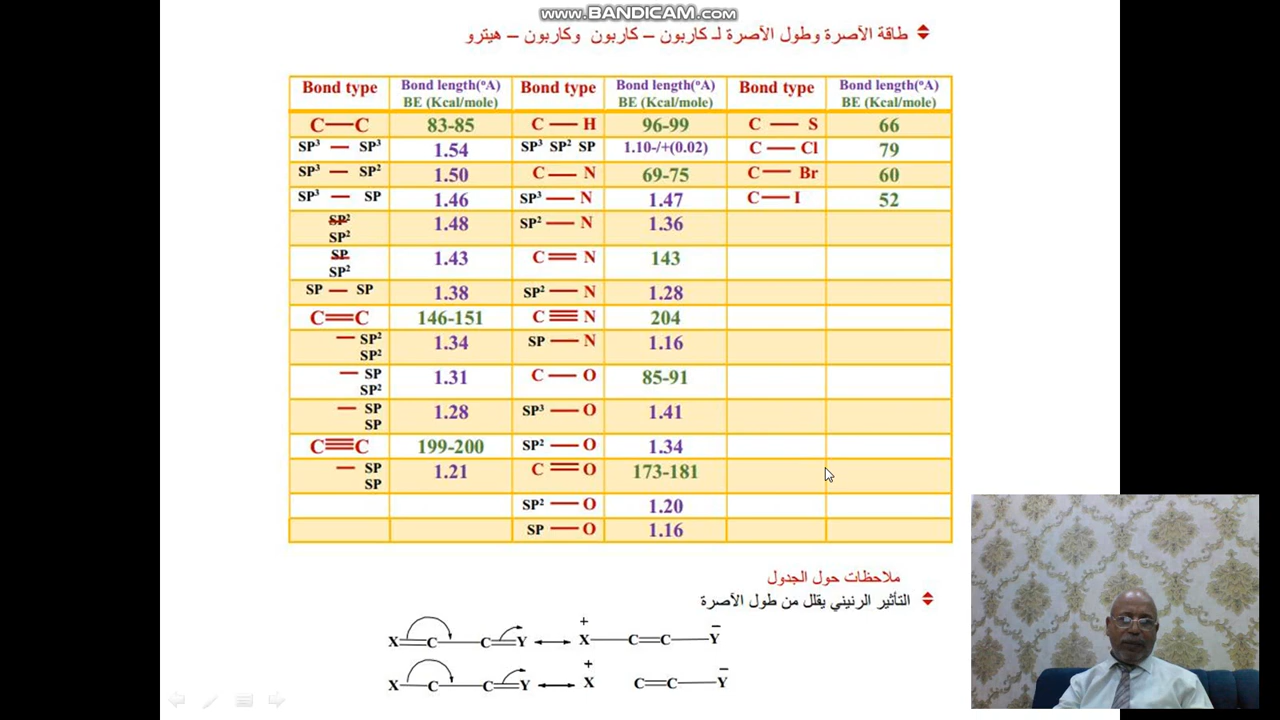 WWW.BANDICAM.COM
طاقة الآصرة وطول الآصرة لـ كاربون – كاربون وكاربون – هيترو
Bond type Bond length(°A) BE (Kcal/mole) Bond type Bond length(°A) BE (Kcal/mole) Bond type Bond length(°A) BE (Kcal/mole)
C—C 83-85 C — H 96-99 C — S 66
SP³ — SP³ 1.54 SP³ SP² SP 1.10-/+(0.02) C — Cl 79
SP³ — SP² 1.50 C — N 69-75 C — Br 60
SP³ — SP 1.46 SP³ — N 1.47 C — I 52
SP² SP² 1.48 SP² — N 1.36
SP SP² 1.43 C ═ N 143
SP — SP 1.38 SP² — N 1.28
C═C 146-151 C ≡ N 204
— SP² SP² 1.34 SP — N 1.16
— SP SP² 1.31 C — O 85-91
— SP SP 1.28 SP³ — O 1.41
C≡C 199-200 SP² — O 1.34
— SP SP 1.21 C ═ O 173-181
SP² — O 1.20
SP — O 1.16
ملاحظات حول الجدول
التأثير الرنيني يقلل من طول الآصرة
X═C—C═Y ↔ X⁺—C═C—Y⁻
X—C—C═Y ↔ X⁺ C═C—Y⁻